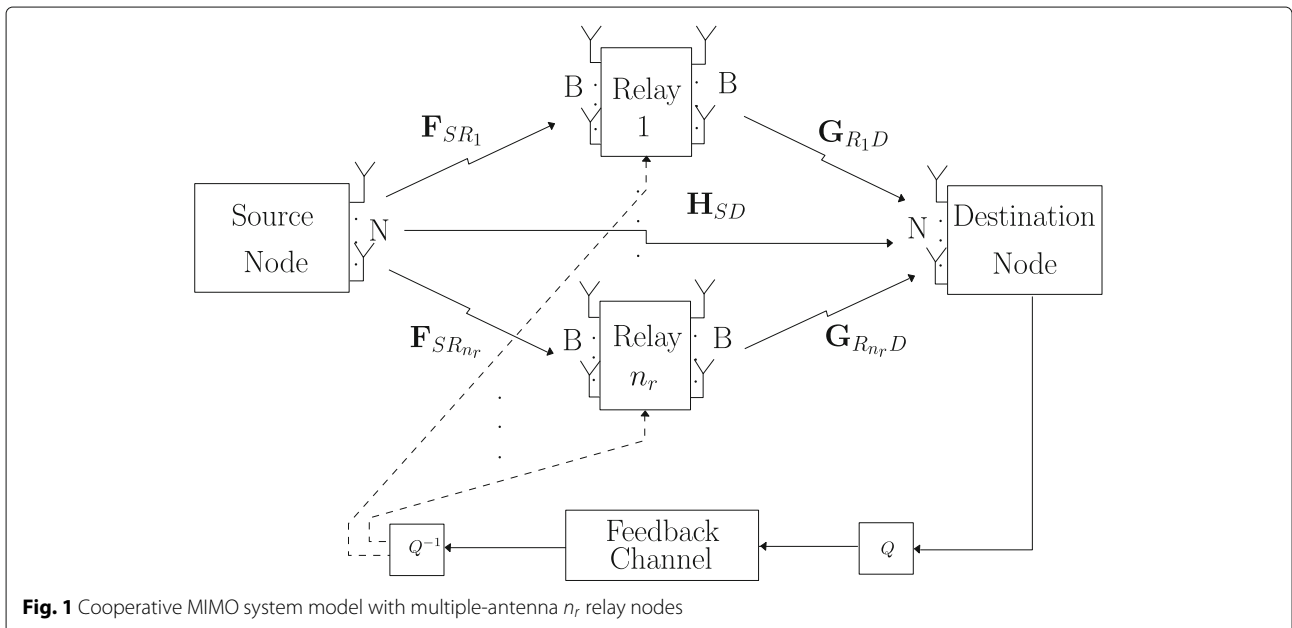 B
Relay
1
B
F_{SR_1}
G_{R_1D}
Source
Node
N
H_{SD}
N
Destination
Node
F_{SR_{n_r}}
B
Relay
n_r
B
G_{R_{n_r}D}
Q^{-1}
Feedback
Channel
Q
Fig. 1 Cooperative MIMO system model with multiple-antenna n_r relay nodes